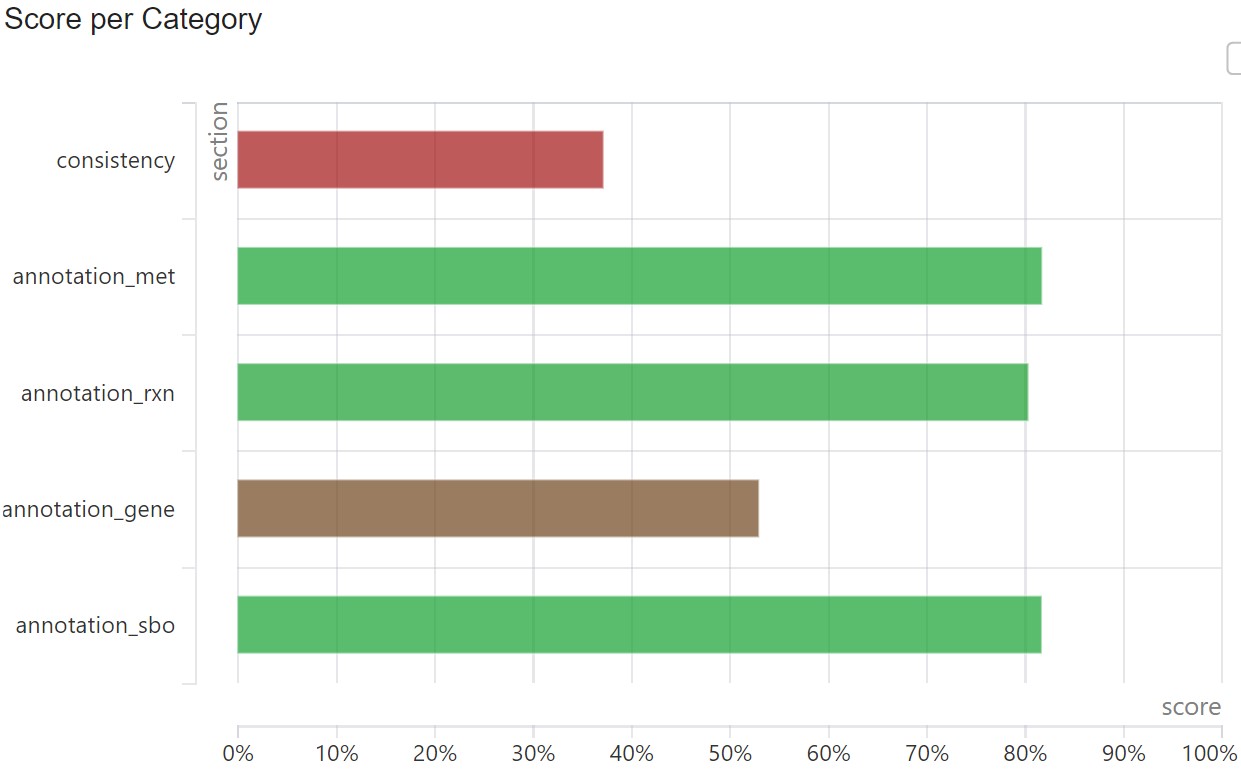 Score per Category
section
consistency
annotation_met
annotation_rxn
annotation_gene
annotation_sbo
score
0% 10% 20% 30% 40% 50% 60% 70% 80% 90% 100%